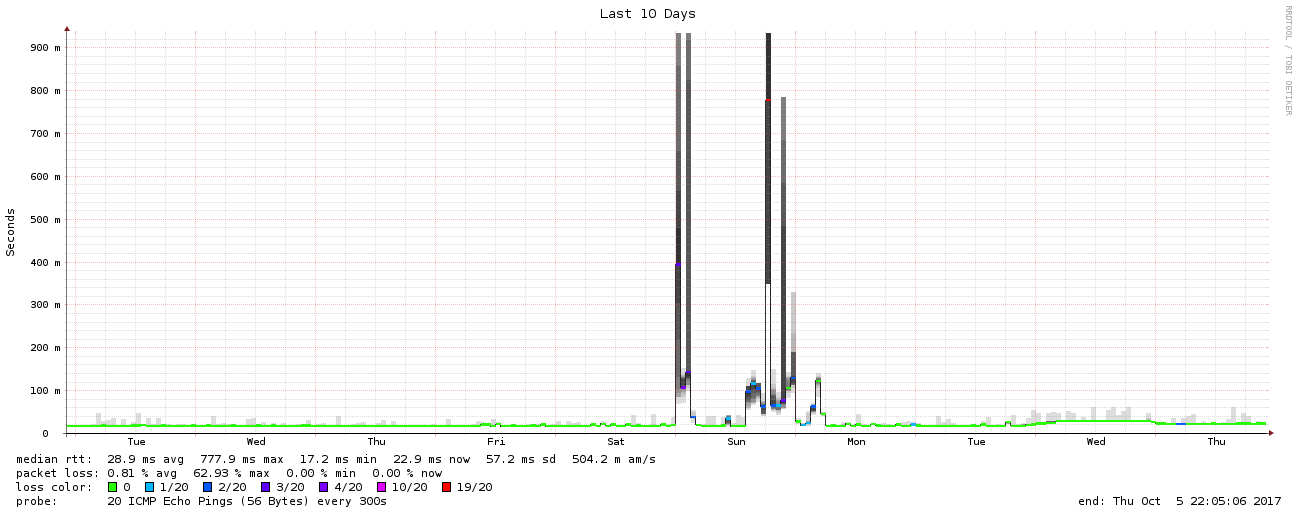 Last 10 Days
RRDTOOL / TOBI OETIKER
Seconds
900 m
800 m
700 m
600 m
500 m
400 m
300 m
200 m
100 m
0
Tue Wed Thu Fri Sat Sun Mon Tue Wed Thu
median rtt: 28.9 ms avg 777.9 ms max 17.2 ms min 22.9 ms now 57.2 ms sd 504.2 m am/s
packet loss: 0.81 % avg 62.93 % max 0.00 % min 0.00 % now
loss color: 0 1/20 2/20 3/20 4/20 10/20 19/20
probe: 20 ICMP Echo Pings (56 Bytes) every 300s end: Thu Oct 5 22:05:06 2017